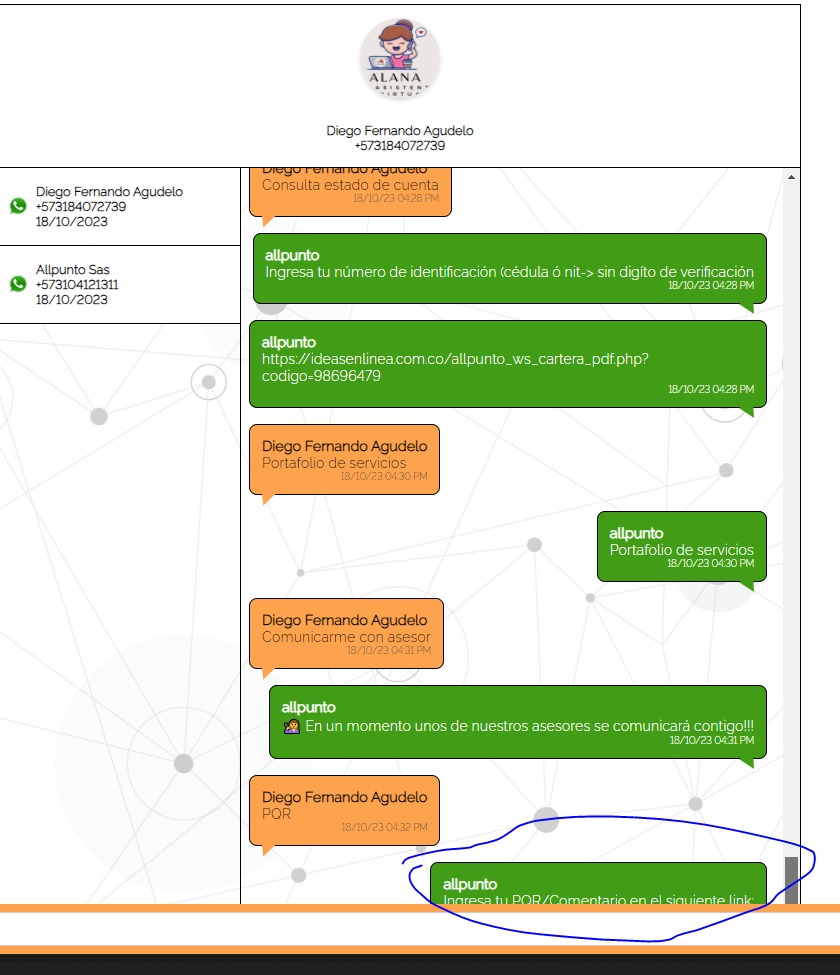 ALANA
ASISTEN
VIRTU
Diego Fernando Agudelo
+573184072739
Diego Fernando Agudelo
+573184072739
18/10/2023
Allpunto Sas
+573104121311
18/10/2023
Diego Fernando Agudelo
Consulta estado de cuenta
18/10/23 04:28 PM
allpunto
Ingresa tu número de identificación (cédula ó nit-> sin digíto de verificación
18/10/23 04:28 PM
allpunto
https://ideasenlinea.com.co/allpunto_ws_cartera_pdf.php?
codigo=98696479
18/10/23 04:28 PM
Diego Fernando Agudelo
Portafolio de servicios
18/10/23 04:30 PM
allpunto
Portafolio de servicios
18/10/23 04:30 PM
Diego Fernando Agudelo
Comunicarme con asesor
18/10/23 04:31 PM
allpunto
🙋‍♀️ En un momento unos de nuestros asesores se comunicará contigo!!!
18/10/23 04:31 PM
Diego Fernando Agudelo
PQR
18/10/23 04:32 PM
allpunto
Ingresa tu PQR/Comentario en el siguiente link: